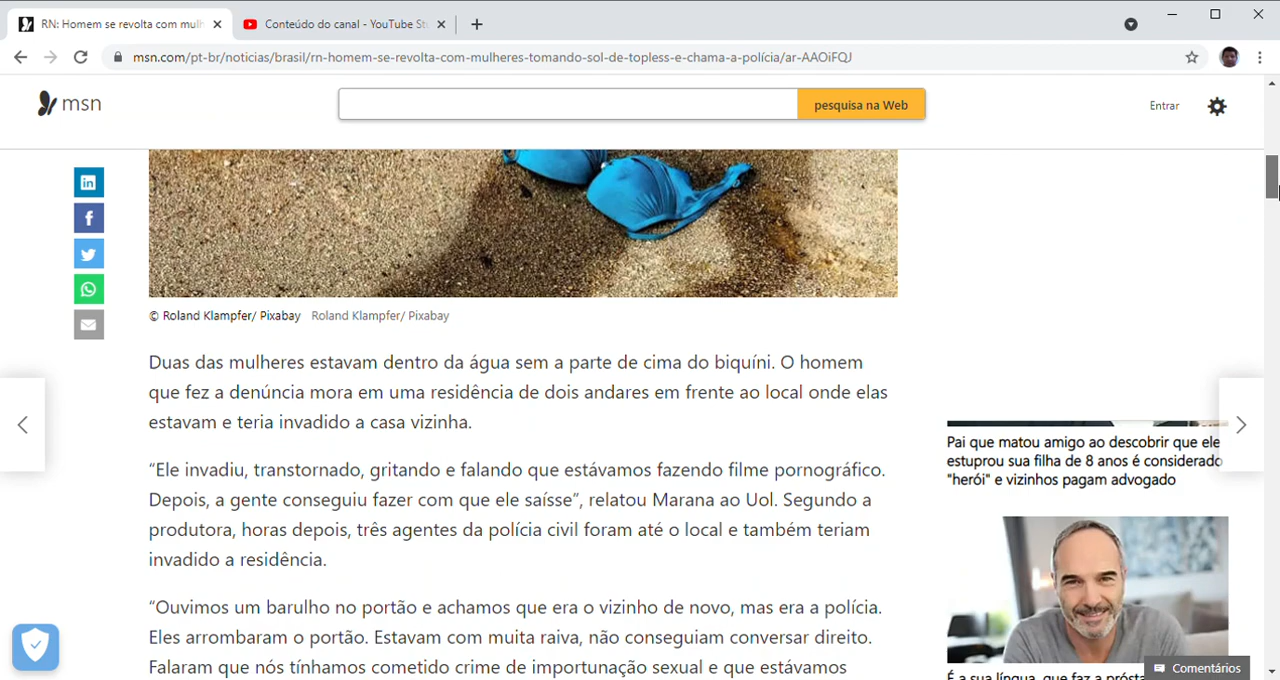 RN: Homem se revolta com mulh
Conteúdo do canal - YouTube St
msn.com/pt-br/noticias/brasil/rn-homem-se-revolta-com-mulheres-tomando-sol-de-topless-e-chama-a-polícia/ar-AAOiFQJ
msn
pesquisa na Web
Entrar
© Roland Klampfer/ Pixabay Roland Klampfer/ Pixabay
Duas das mulheres estavam dentro da água sem a parte de cima do biquíni. O homem
que fez a denúncia mora em uma residência de dois andares em frente ao local onde elas
estavam e teria invadido a casa vizinha.
“Ele invadiu, transtornado, gritando e falando que estávamos fazendo filme pornográfico.
Depois, a gente conseguiu fazer com que ele saísse”, relatou Marana ao Uol. Segundo a
produtora, horas depois, três agentes da polícia civil foram até o local e também teriam
invadido a residência.
“Ouvimos um barulho no portão e achamos que era o vizinho de novo, mas era a polícia.
Eles arrombaram o portão. Estavam com muita raiva, não conseguiam conversar direito.
Falaram que nós tínhamos cometido crime de importunação sexual e que estávamos
Pai que matou amigo ao descobrir que ele
estuprou sua filha de 8 anos é considerado
"herói" e vizinhos pagam advogado
É a sua língua, que faz a prósta
Comentários